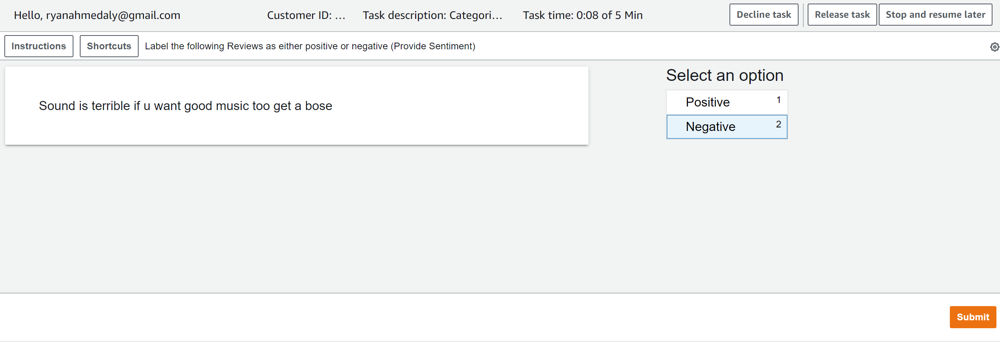 Hello, ryanahmedaly@gmail.com Customer ID: ... Task description: Categori... Task time: 0:08 of 5 Min Decline task Release task Stop and resume later
Instructions Shortcuts Label the following Reviews as either positive or negative (Provide Sentiment)
Select an option
Sound is terrible if u want good music too get a bose
Positive 1
Negative 2
Submit